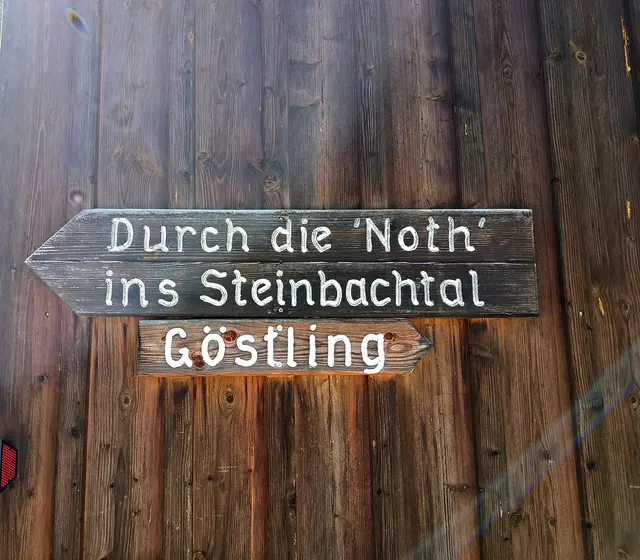 Durch die 'Noth'
ins Steinbachtal
Göstling